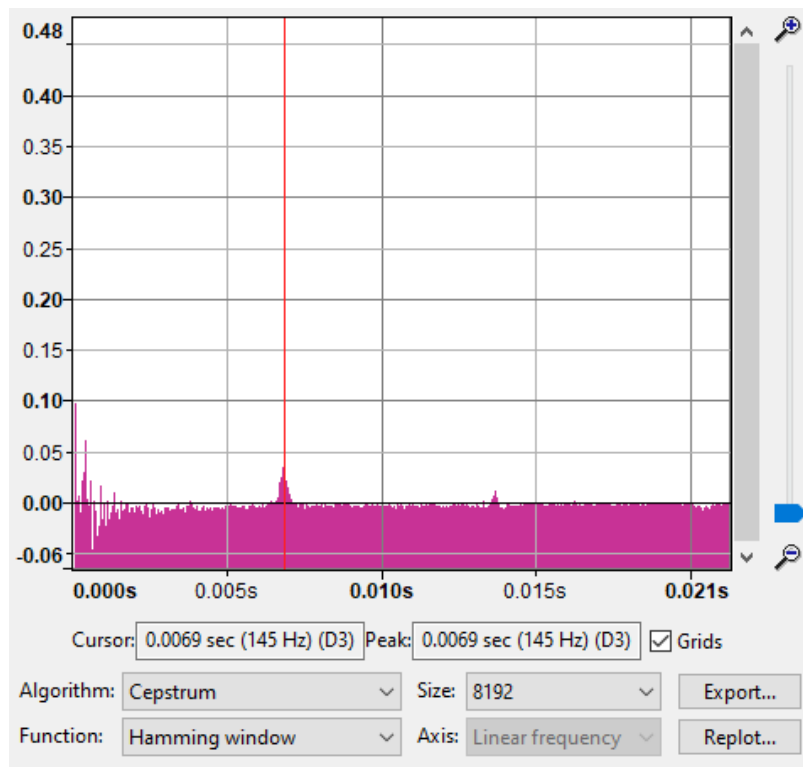 0.48
0.40
0.35
0.30
0.25
0.20
0.15
0.10
0.05
0.00
-0.06
0.000s 0.005s 0.010s 0.015s 0.021s
Cursor: 0.0069 sec (145 Hz) (D3) Peak: 0.0069 sec (145 Hz) (D3) Grids
Algorithm: Cepstrum Size: 8192 Export...
Function: Hamming window Axis: Linear frequency Replot...